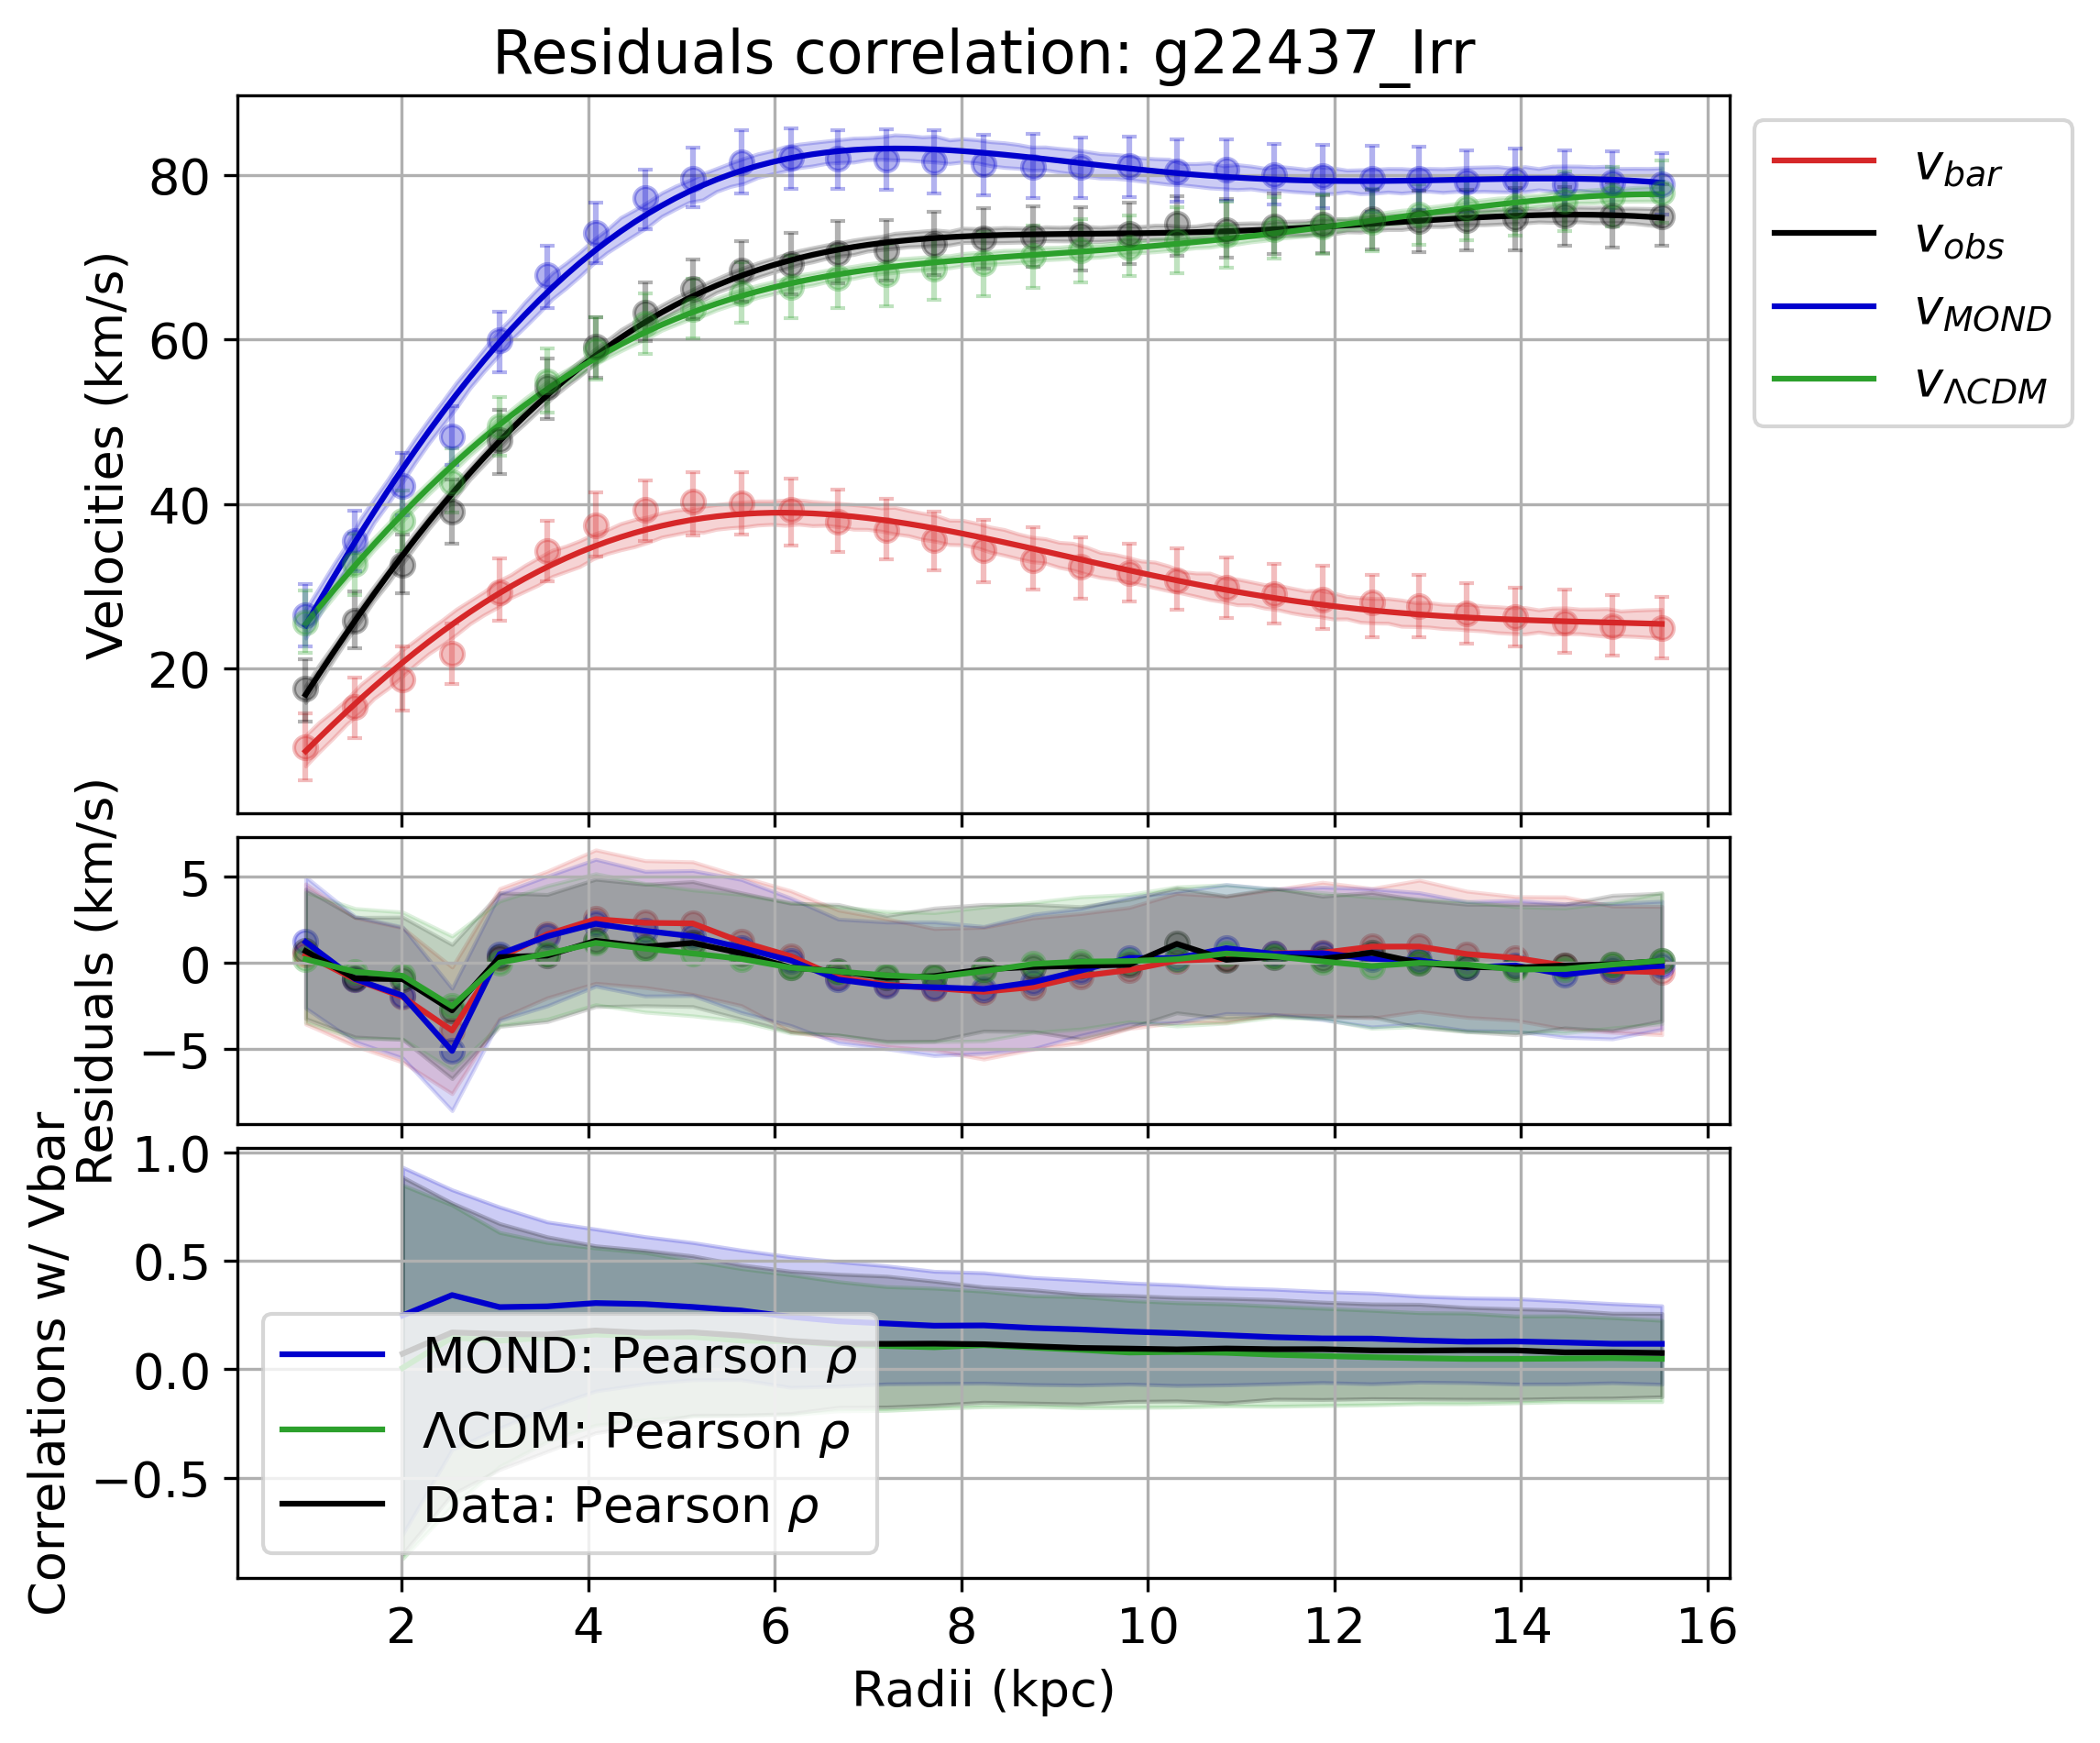 Residuals correlation: g22437_Irr
Velocities (km/s)
80
60
40
20
v_bar
v_obs
v_MOND
v_ΛCDM
Residuals (km/s)
5
0
−5
Correlations w/ Vbar
1.0
0.5
0.0
−0.5
MOND: Pearson ρ
ΛCDM: Pearson ρ
Data: Pearson ρ
2 4 6 8 10 12 14 16
Radii (kpc)